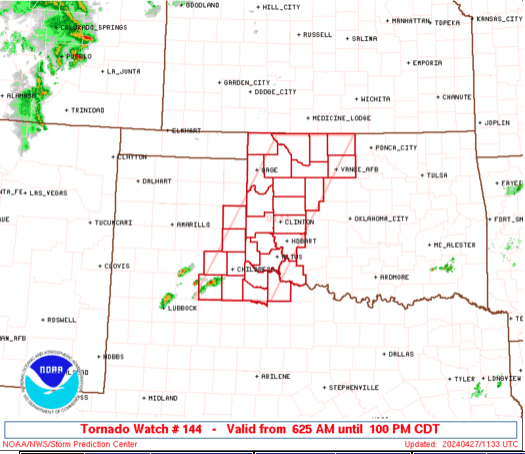 GOODLAND
HILL_CITY
MANHATTAN
TOPEKA
KANSAS_CITY
COLORADO_SPRINGS
RUSSELL
SALINA
PUEBLO
EMPORIA
LA_JUNTA
GARDEN_CITY
DODGE_CITY
ALAMOSA
WICHITA
CHANUTE
TRINIDAD
MEDICINE_LODGE
JOPLIN
ELKHART
PONCA_CITY
CLAYTON
GAGE
VANCE_AFB
TULSA
DALHART
FAYE
TA_FE
LAS_VEGAS
TUCUMCARI
AMARILLO
CLINTON
OKLAHOMA_CITY
FORT_SM
HOBART
MC_ALESTER
ALTUS
CLOVIS
CHILDRESS
ARDMORE
LUBBOCK
ROSWELL
TE
AN_AFB
HOBBS
DALLAS
NOAA
ABILENE
TYLER
LONGVIEW
STEPHENVILLE
MIDLAND
Tornado Watch # 144 - Valid from 625 AM until 100 PM CDT
NOAA/NWS/Storm Prediction Center
Updated: 20240427/1133 UTC